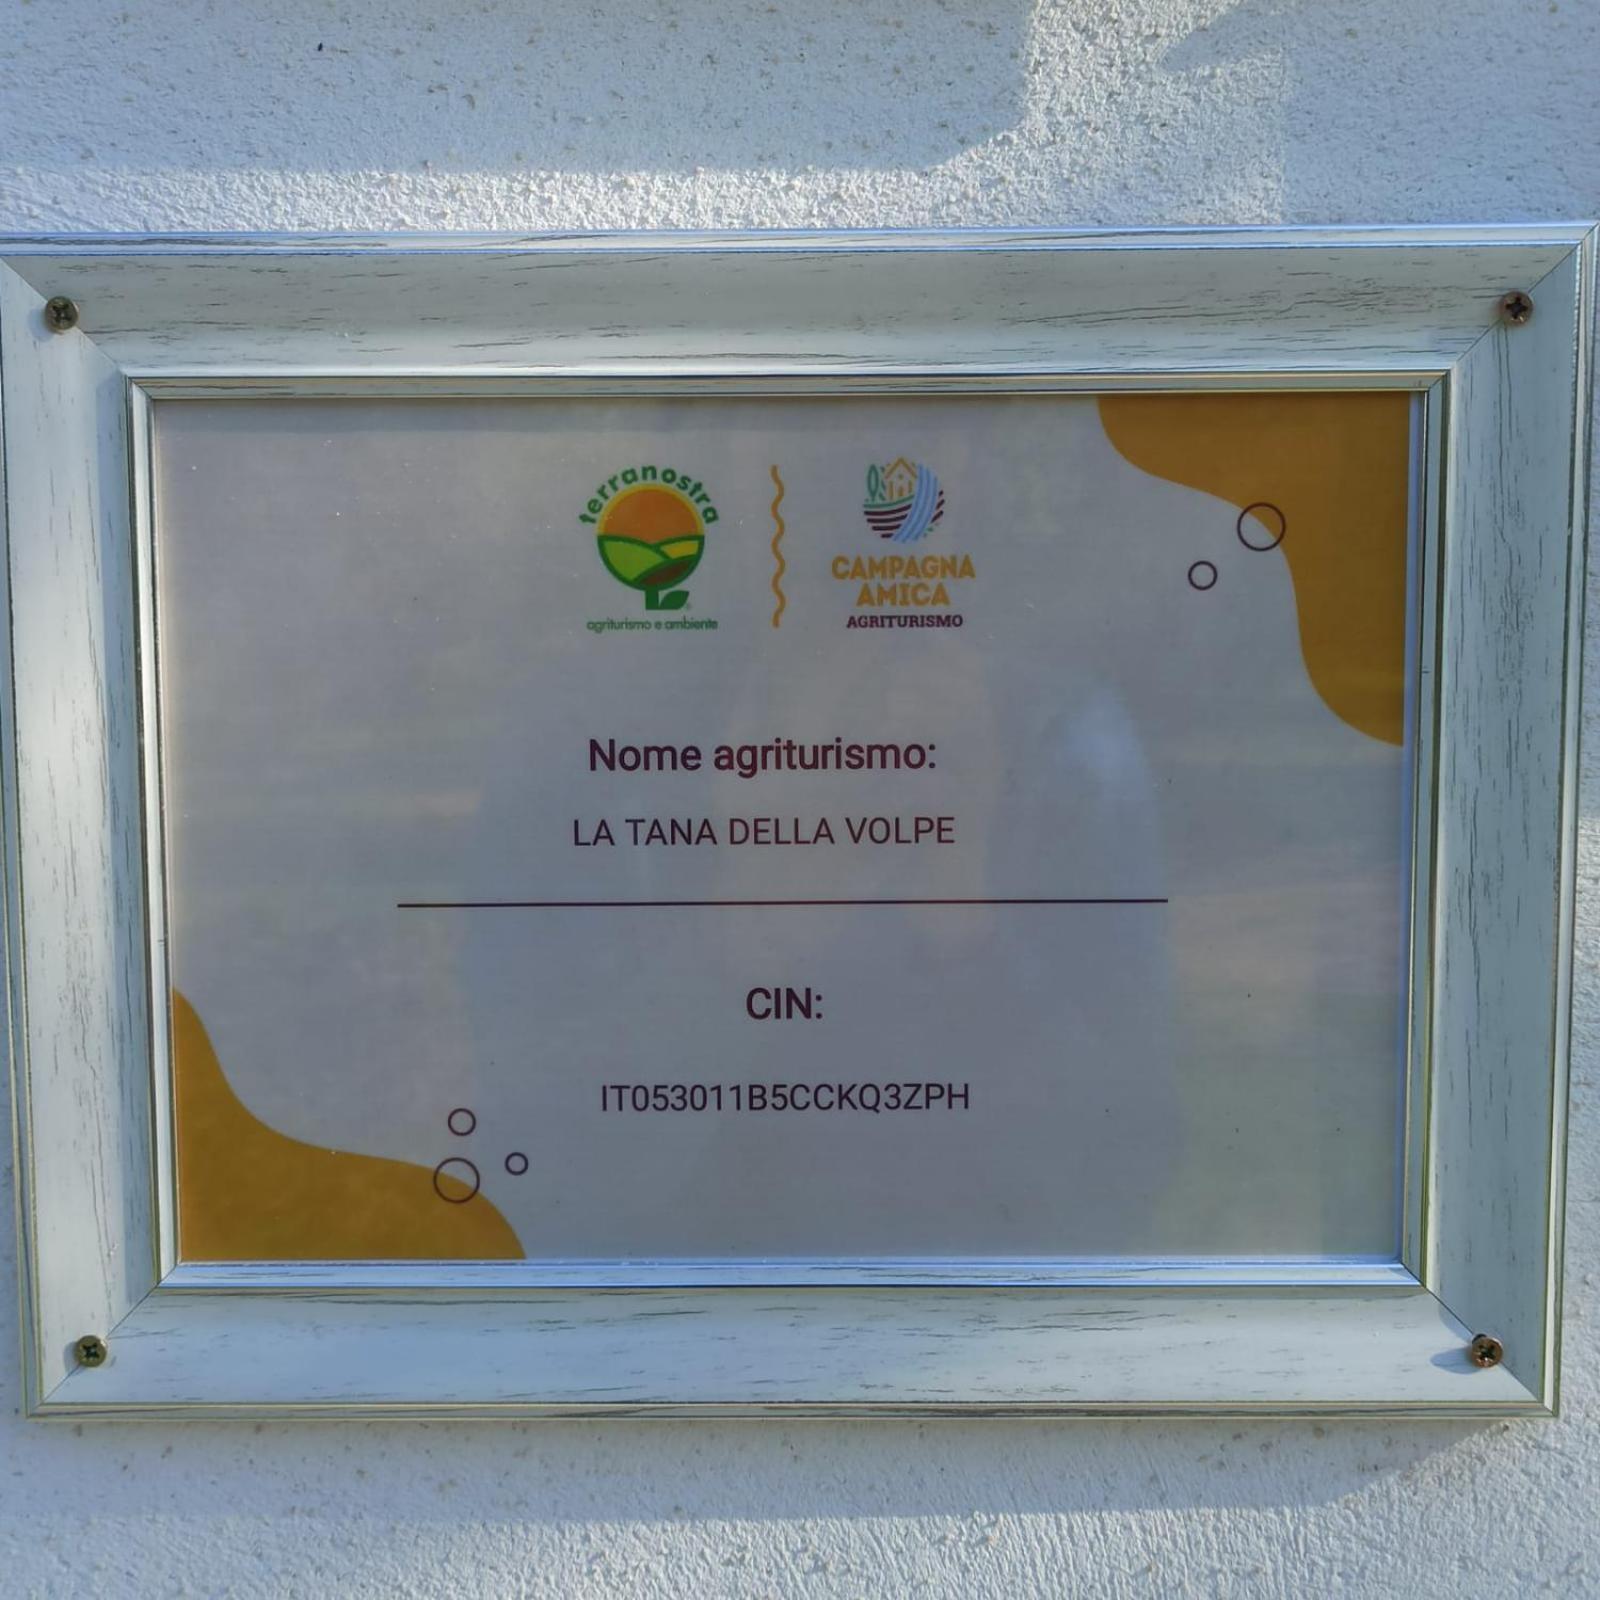 terranostra
agriturismo e ambiente
CAMPAGNA
AMICA
AGRITURISMO
Nome agriturismo:
LA TANA DELLA VOLPE
CIN:
IT053011B5CCKQ3ZPH